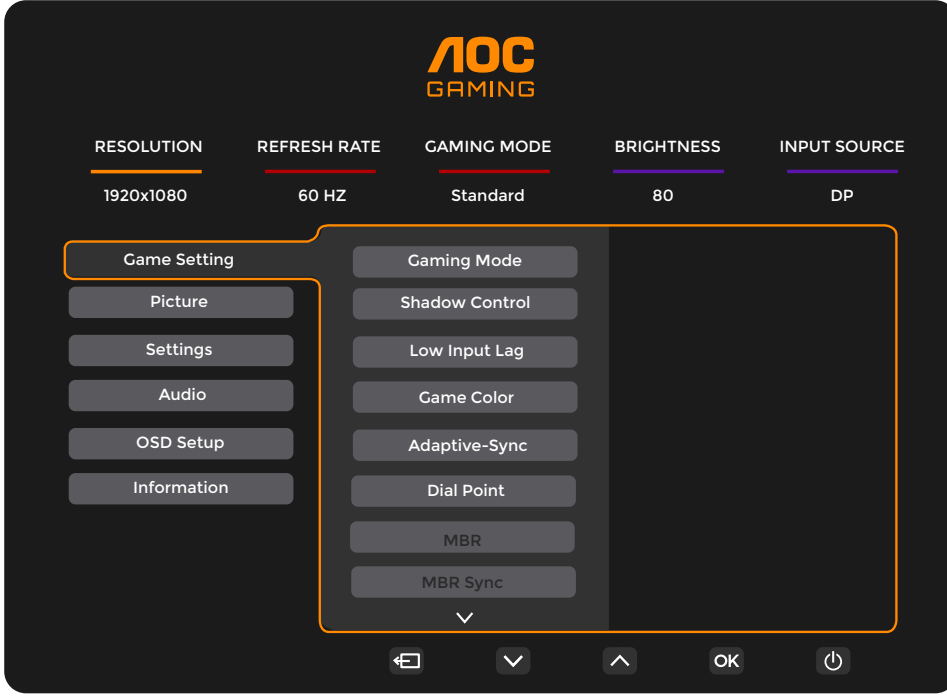 AOC
GAMING
RESOLUTION REFRESH RATE GAMING MODE BRIGHTNESS INPUT SOURCE
1920x1080 60 HZ Standard 80 DP
Game Setting
Picture
Settings
Audio
OSD Setup
Information
Gaming Mode
Shadow Control
Low Input Lag
Game Color
Adaptive-Sync
Dial Point
MBR
MBR Sync
OK